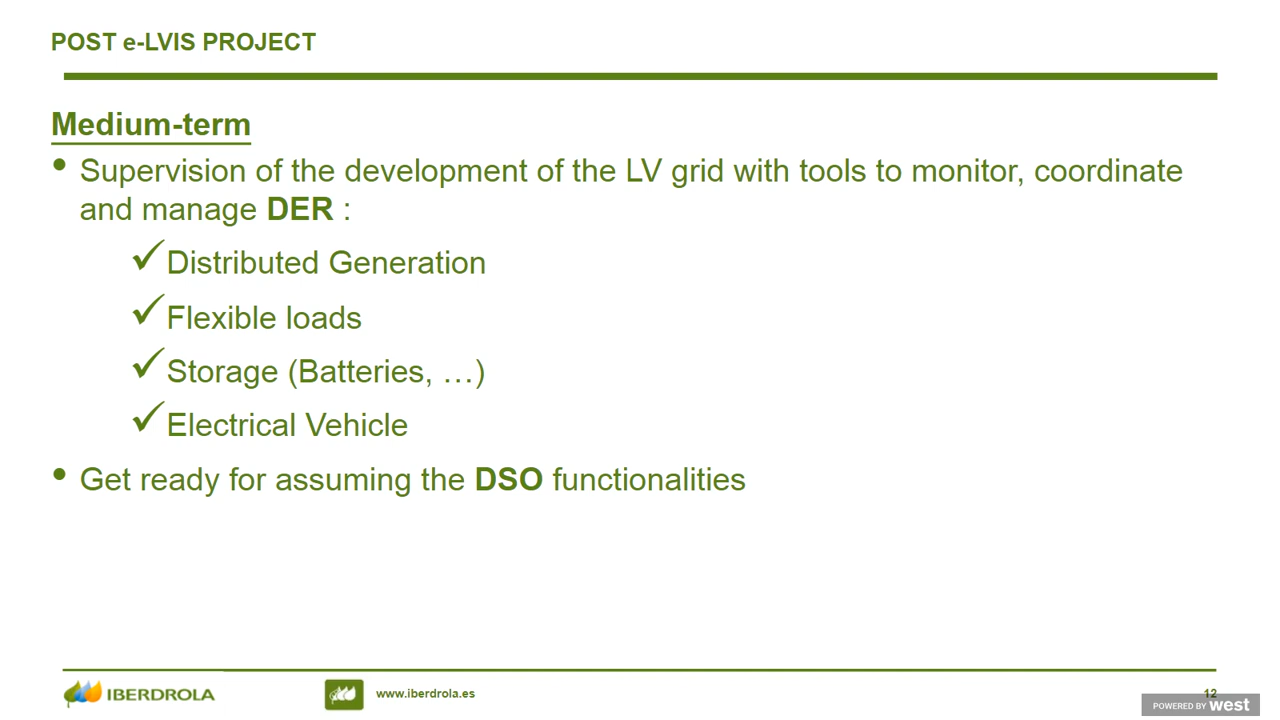 POST e-LVIS PROJECT
Medium-term
• Supervision of the development of the LV grid with tools to monitor, coordinate
and manage DER :
✓Distributed Generation
✓Flexible loads
✓Storage (Batteries, …)
✓Electrical Vehicle
• Get ready for assuming the DSO functionalities
IBERDROLA
www.iberdrola.es
12
POWERED BY west